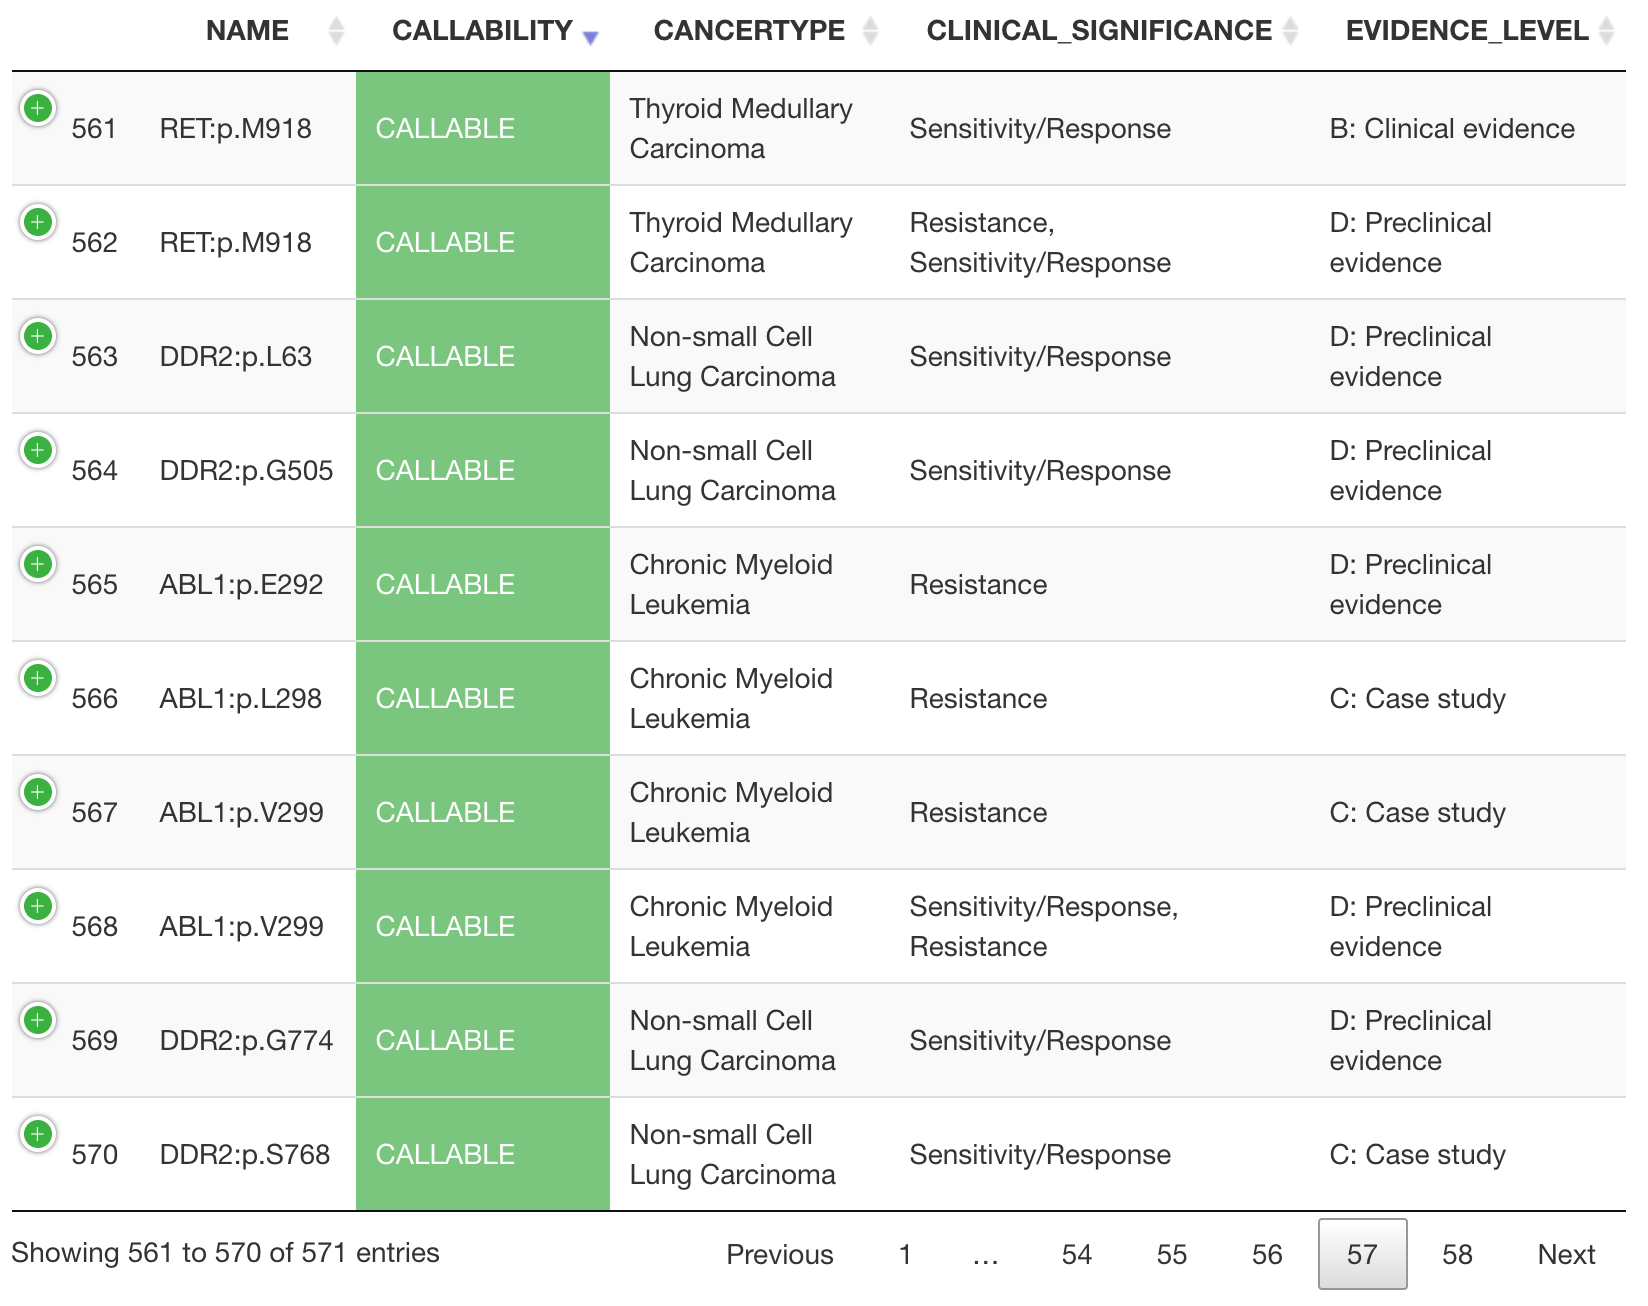 NAME CALLABILITY CANCERTYPE CLINICAL_SIGNIFICANCE EVIDENCE_LEVEL
561 RET:p.M918 CALLABLE Thyroid Medullary Carcinoma Sensitivity/Response B: Clinical evidence
562 RET:p.M918 CALLABLE Thyroid Medullary Carcinoma Resistance, Sensitivity/Response D: Preclinical evidence
563 DDR2:p.L63 CALLABLE Non-small Cell Lung Carcinoma Sensitivity/Response D: Preclinical evidence
564 DDR2:p.G505 CALLABLE Non-small Cell Lung Carcinoma Sensitivity/Response D: Preclinical evidence
565 ABL1:p.E292 CALLABLE Chronic Myeloid Leukemia Resistance D: Preclinical evidence
566 ABL1:p.L298 CALLABLE Chronic Myeloid Leukemia Resistance C: Case study
567 ABL1:p.V299 CALLABLE Chronic Myeloid Leukemia Resistance C: Case study
568 ABL1:p.V299 CALLABLE Chronic Myeloid Leukemia Sensitivity/Response, Resistance D: Preclinical evidence
569 DDR2:p.G774 CALLABLE Non-small Cell Lung Carcinoma Sensitivity/Response D: Preclinical evidence
570 DDR2:p.S768 CALLABLE Non-small Cell Lung Carcinoma Sensitivity/Response C: Case study
Showing 561 to 570 of 571 entries Previous 1 … 54 55 56 57 58 Next